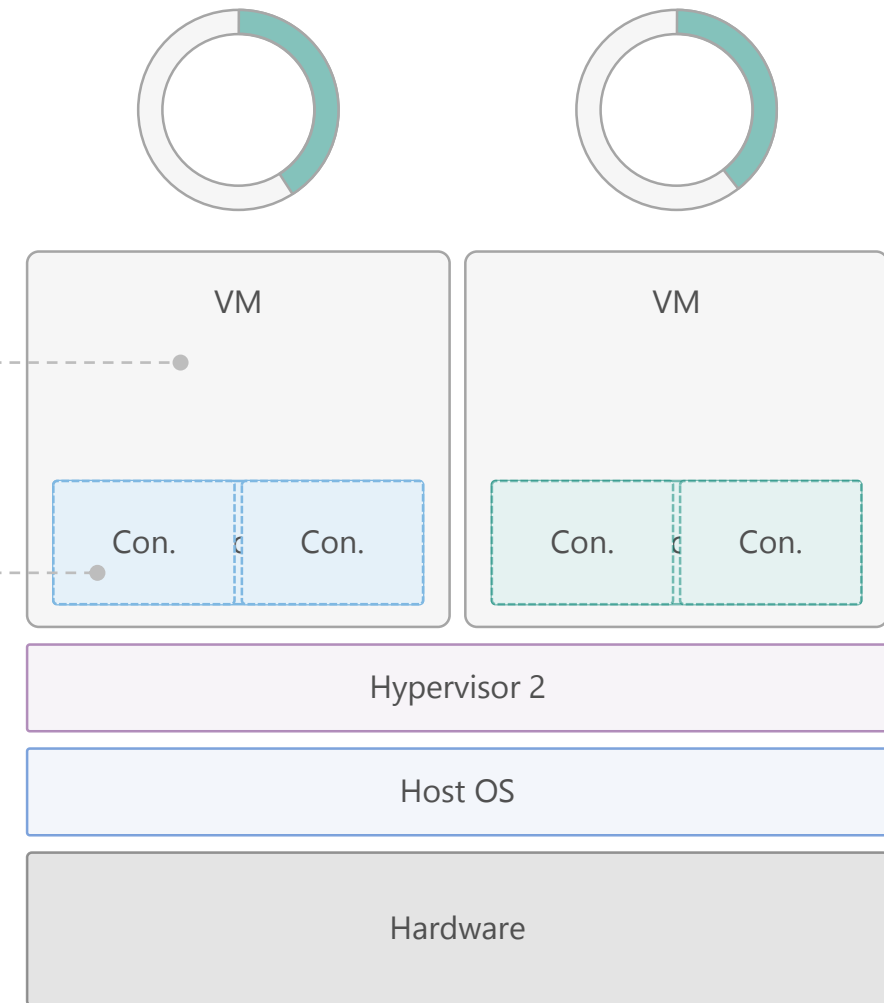 VM
VM
Con.
Con.
Con.
Con.
Hypervisor 2
Host OS
Hardware